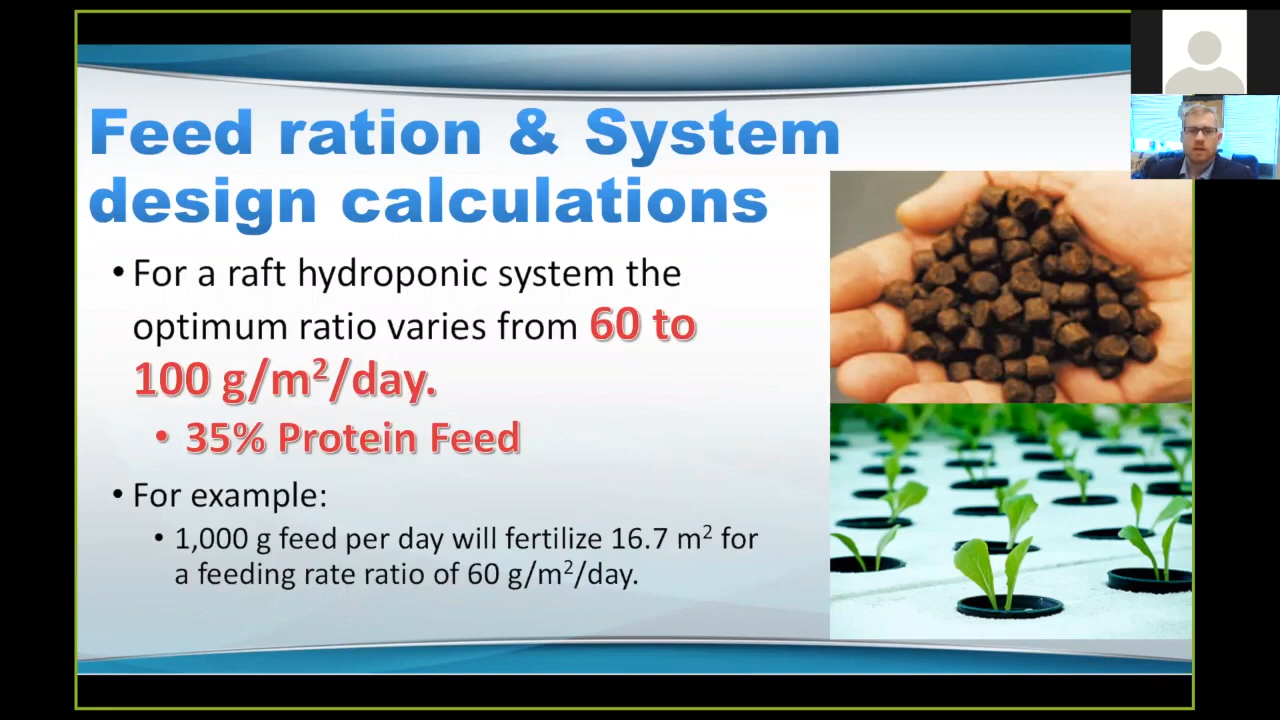 Feed ration & System
design calculations
• For a raft hydroponic system the
optimum ratio varies from 60 to
100 g/m²/day.
• 35% Protein Feed
• For example:
• 1,000 g feed per day will fertilize 16.7 m² for
a feeding rate ratio of 60 g/m²/day.